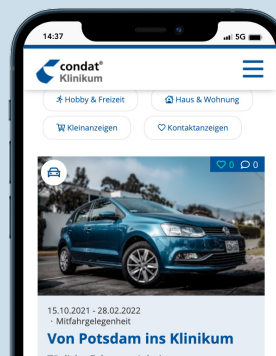 14:37
5G
condat®
Klinikum
Hobby & Freizeit
Haus & Wohnung
Kleinanzeigen
Kontaktanzeigen
0 0
15.10.2021 - 28.02.2022
· Mitfahrgelegenheit
Von Potsdam ins Klinikum